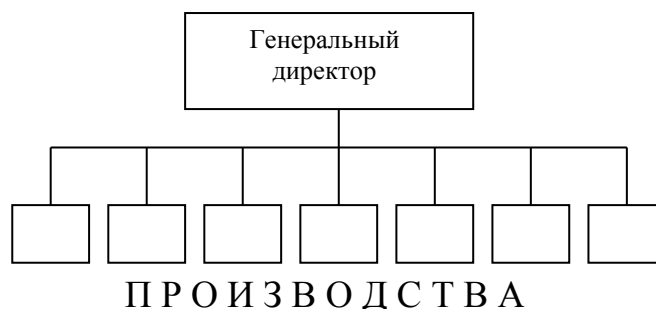 Генеральный
директор
П Р О И З В О Д С Т В А